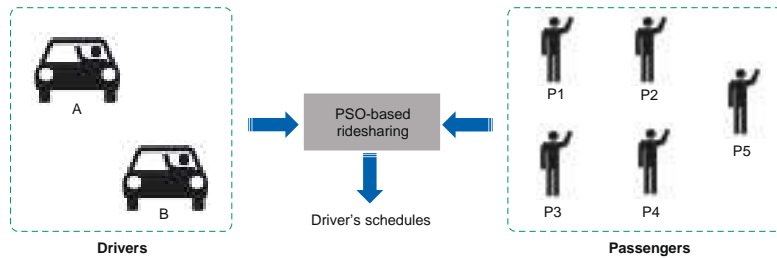 A
B
Drivers
PSO-based
ridesharing
Driver's schedules
P1
P2
P3
P4
P5
Passengers